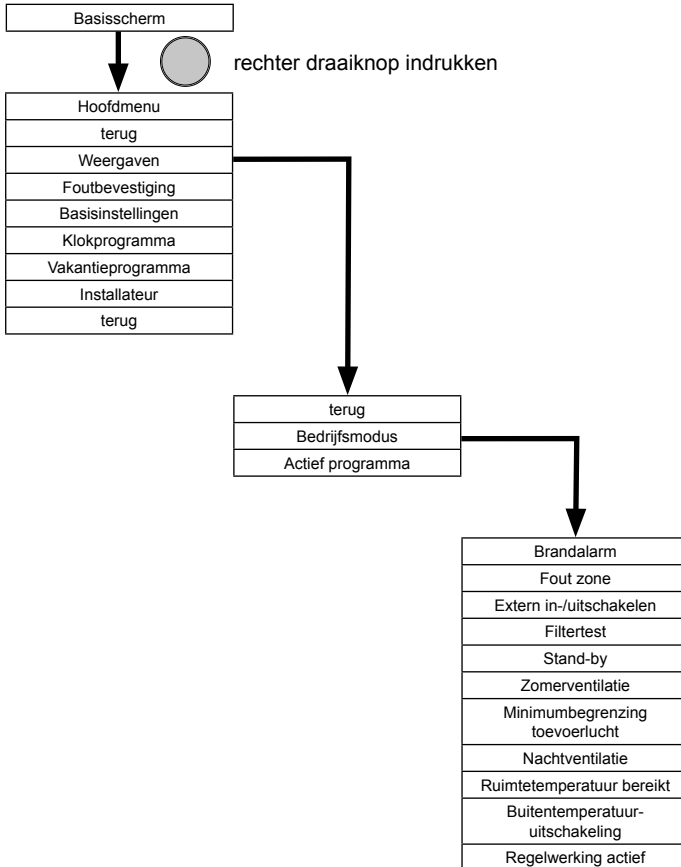 Basisscherm
rechter draaiknop indrukken
Hoofdmenu
terug
Weergaven
Foutbevestiging
Basisinstellingen
Klokprogramma
Vakantieprogramma
Installateur
terug
terug
Bedrijfsmodus
Actief programma
Brandalarm
Fout zone
Extern in-/uitschakelen
Filtertest
Stand-by
Zomerventilatie
Minimumbegrenzing
toevoerlucht
Nachtventilatie
Ruimtetemperatuur bereikt
Buitentemperatuur-
uitschakeling
Regelwerking actief